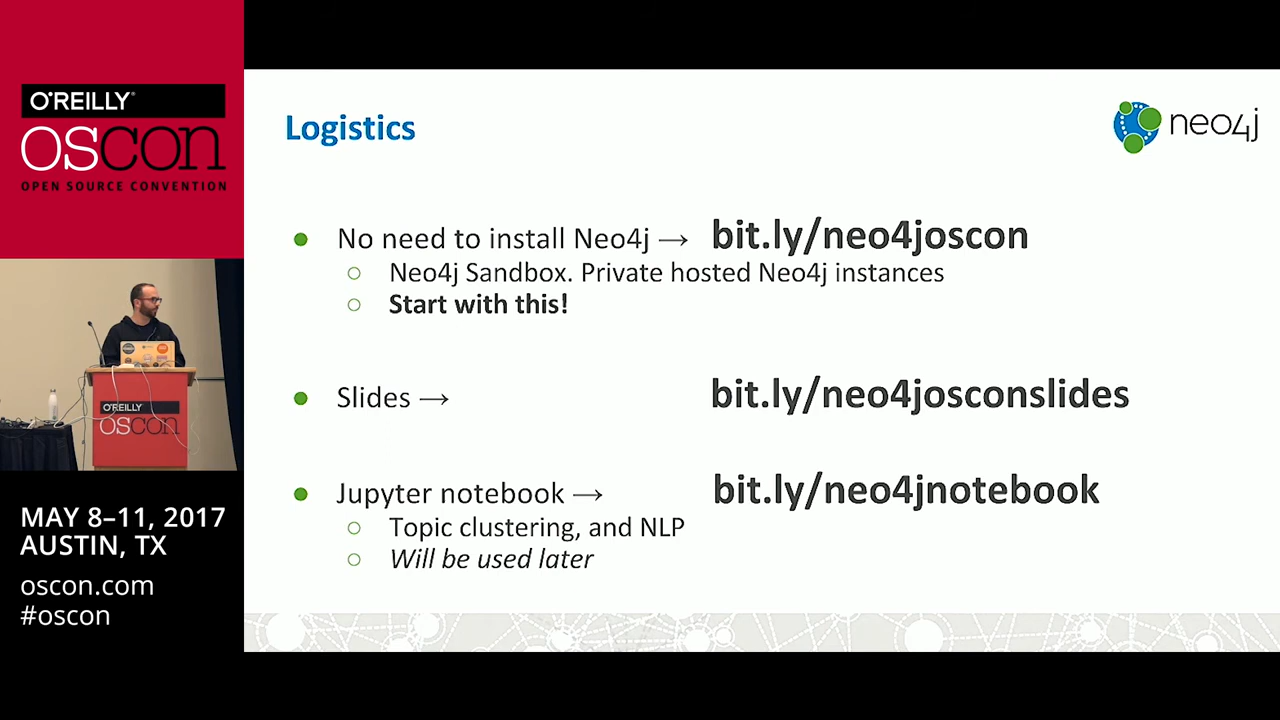 O'REILLY®
OSCON
OPEN SOURCE CONVENTION
O'REILLY
OSCON
MAY 8–11, 2017
AUSTIN, TX
oscon.com
#oscon
Logistics
neo4j
● No need to install Neo4j → bit.ly/neo4joscon
○ Neo4j Sandbox. Private hosted Neo4j instances
○ Start with this!
● Slides → bit.ly/neo4josconslides
● Jupyter notebook → bit.ly/neo4jnotebook
○ Topic clustering, and NLP
○ Will be used later